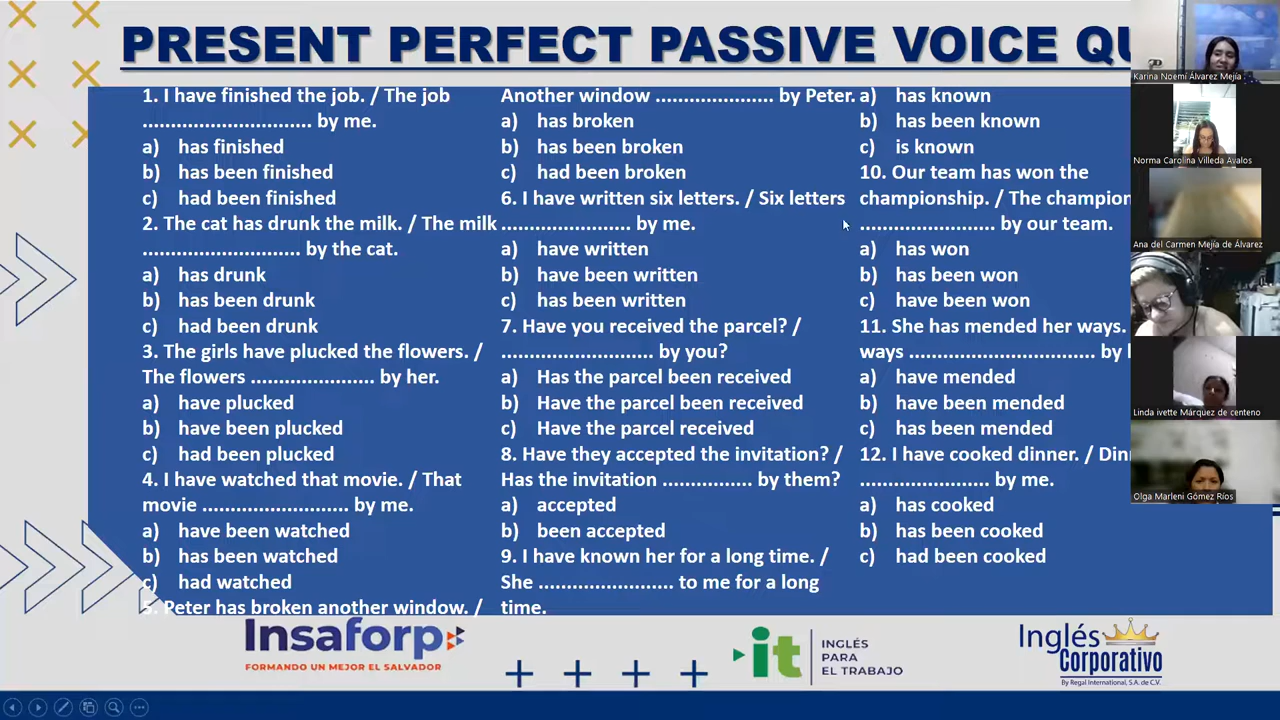 PRESENT PERFECT PASSIVE VOICE QU
1. I have finished the job. / The job
.............................. by me.
a) has finished
b) has been finished
c) had been finished
2. The cat has drunk the milk. / The milk
............................ by the cat.
a) has drunk
b) has been drunk
c) had been drunk
3. The girls have plucked the flowers. /
The flowers ...................... by her.
a) have plucked
b) have been plucked
c) had been plucked
4. I have watched that movie. / That
movie .......................... by me.
a) have been watched
b) has been watched
c) had watched
5. Peter has broken another window. /
Another window ..................... by Peter.
a) has broken
b) has been broken
c) had been broken
6. I have written six letters. / Six letters
....................... by me.
a) have written
b) have been written
c) has been written
7. Have you received the parcel? /
........................... by you?
a) Has the parcel been received
b) Have the parcel been received
c) Have the parcel received
8. Have they accepted the invitation? /
Has the invitation ................ by them?
a) accepted
b) been accepted
9. I have known her for a long time. /
She ........................ to me for a long
time.
a) has known
b) has been known
c) is known
10. Our team has won the
championship. / The champion
........................ by our team.
a) has won
b) has been won
c) have been won
11. She has mended her ways.
ways ................................. by
a) have mended
b) have been mended
c) has been mended
12. I have cooked dinner. / Din
....................... by me.
a) has cooked
b) has been cooked
c) had been cooked
Karina Noemí Álvarez Mejía
Norma Carolina Villeda Avalos
Ana del Carmen Mejía de Álvarez
Linda ivette Márquez de centeno
Olga Marleni Gómez Ríos
Insaforp
FORMANDO UN MEJOR EL SALVADOR
it
INGLÉS
PARA
EL TRABAJO
Inglés
Corporativo
By Regal International, S.A. de C.V.